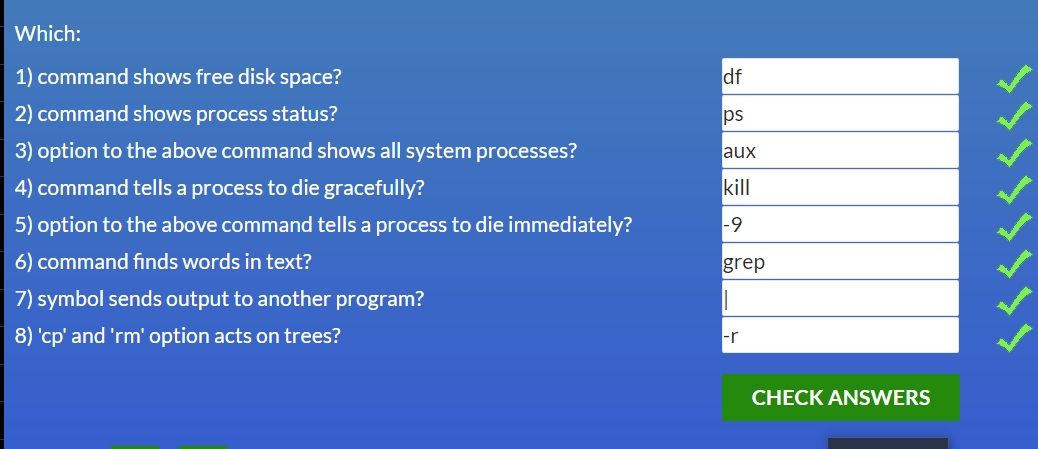 Which:
1) command shows free disk space? df
2) command shows process status? ps
3) option to the above command shows all system processes? aux
4) command tells a process to die gracefully? kill
5) option to the above command tells a process to die immediately? -9
6) command finds words in text? grep
7) symbol sends output to another program? |
8) 'cp' and 'rm' option acts on trees? -r
CHECK ANSWERS